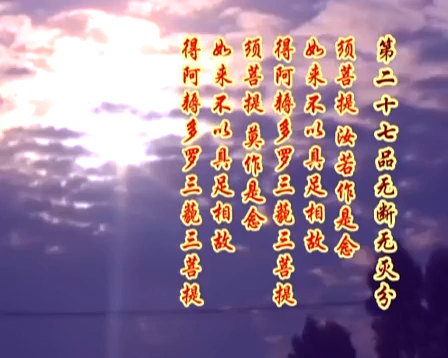 第二十七品无断无灭分
须菩提 汝若作是念
如来不以具足相故
得阿耨多罗三藐三菩提
须菩提 莫作是念
如来不以具足相故
得阿耨多罗三藐三菩提